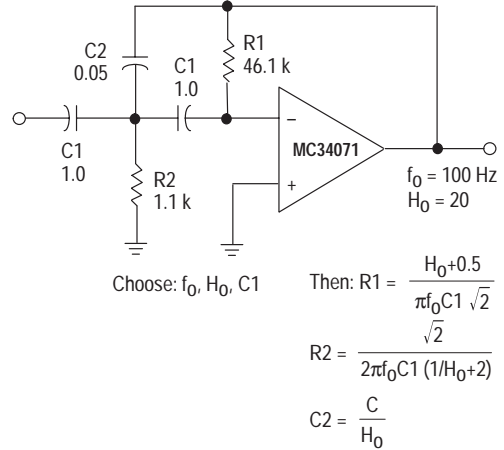 C2
0.05
C1
1.0
R1
46.1 k
C1
1.0
R2
1.1 k
−
MC34071
+
f0 = 100 Hz
H0 = 20
Choose: f0, H0, C1
Then: R1 = H0+0.5 / πf0C1 √2
R2 = √2 / 2πf0C1 (1/H0+2)
C2 = C / H0